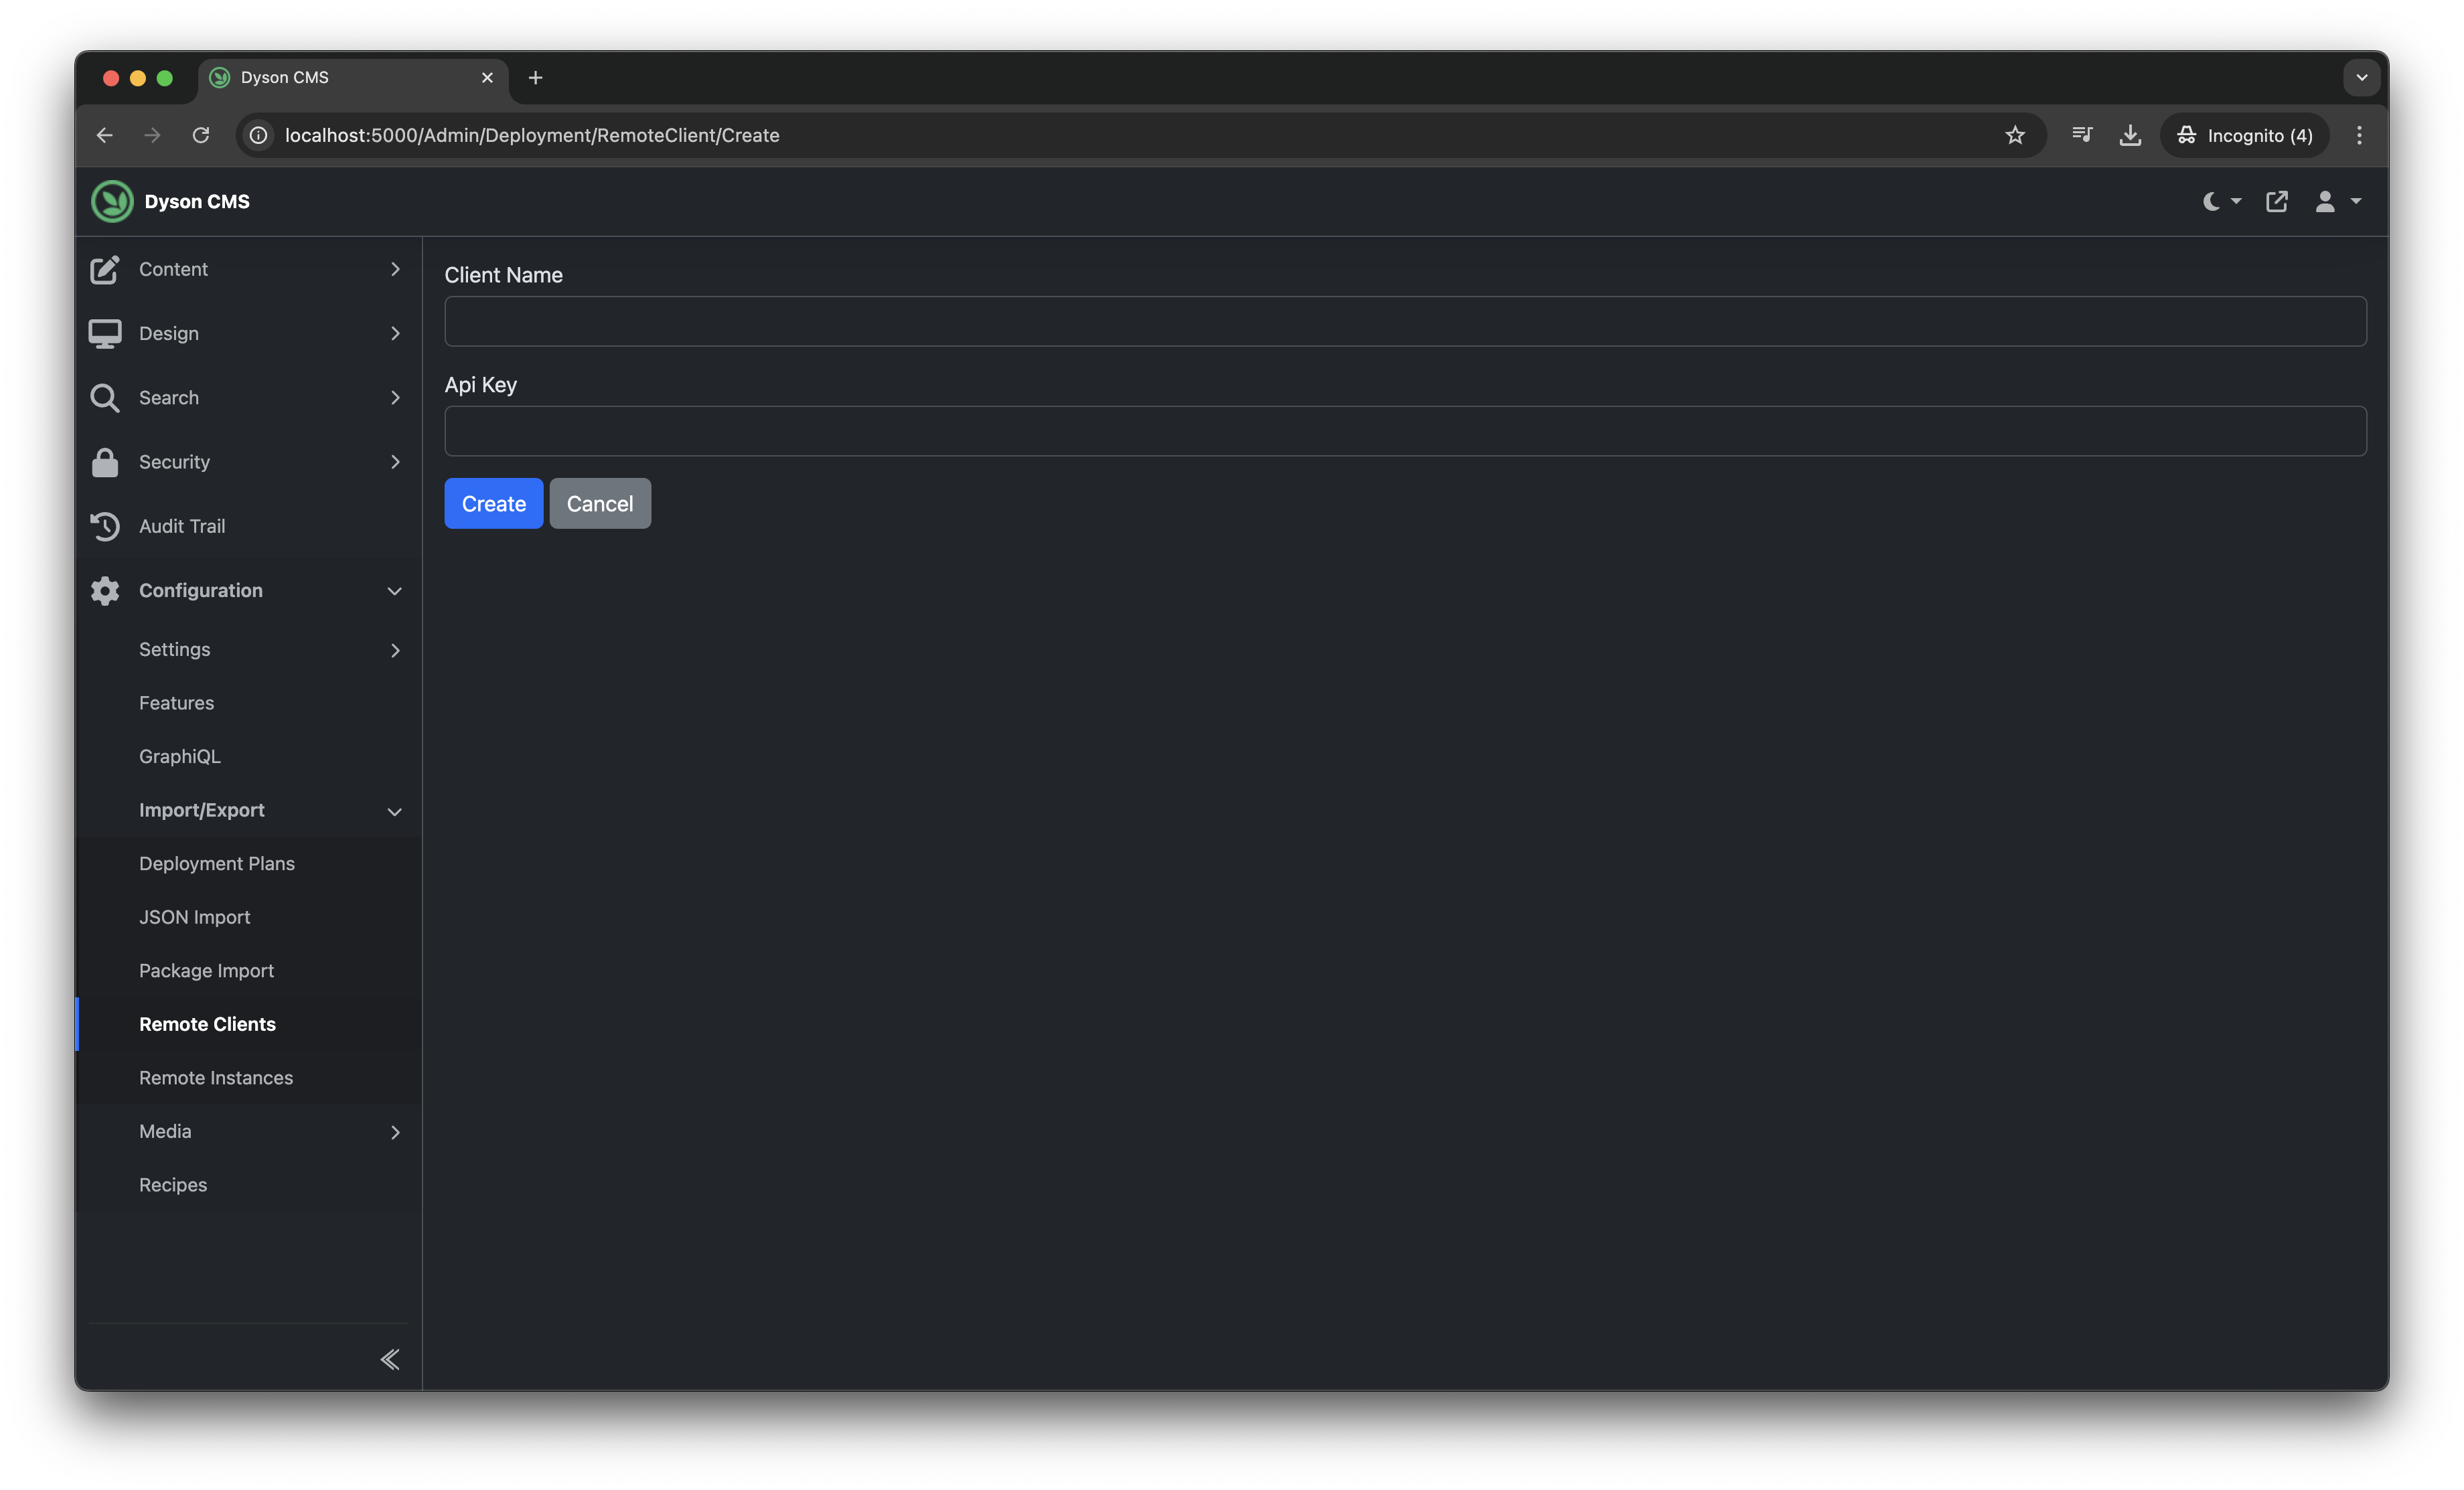 Dyson CMS
localhost:5000/Admin/Deployment/RemoteClient/Create
Incognito (4)
Dyson CMS
Content
Design
Search
Security
Audit Trail
Configuration
Settings
Features
GraphiQL
Import/Export
Deployment Plans
JSON Import
Package Import
Remote Clients
Remote Instances
Media
Recipes
Client Name
Api Key
Create Cancel